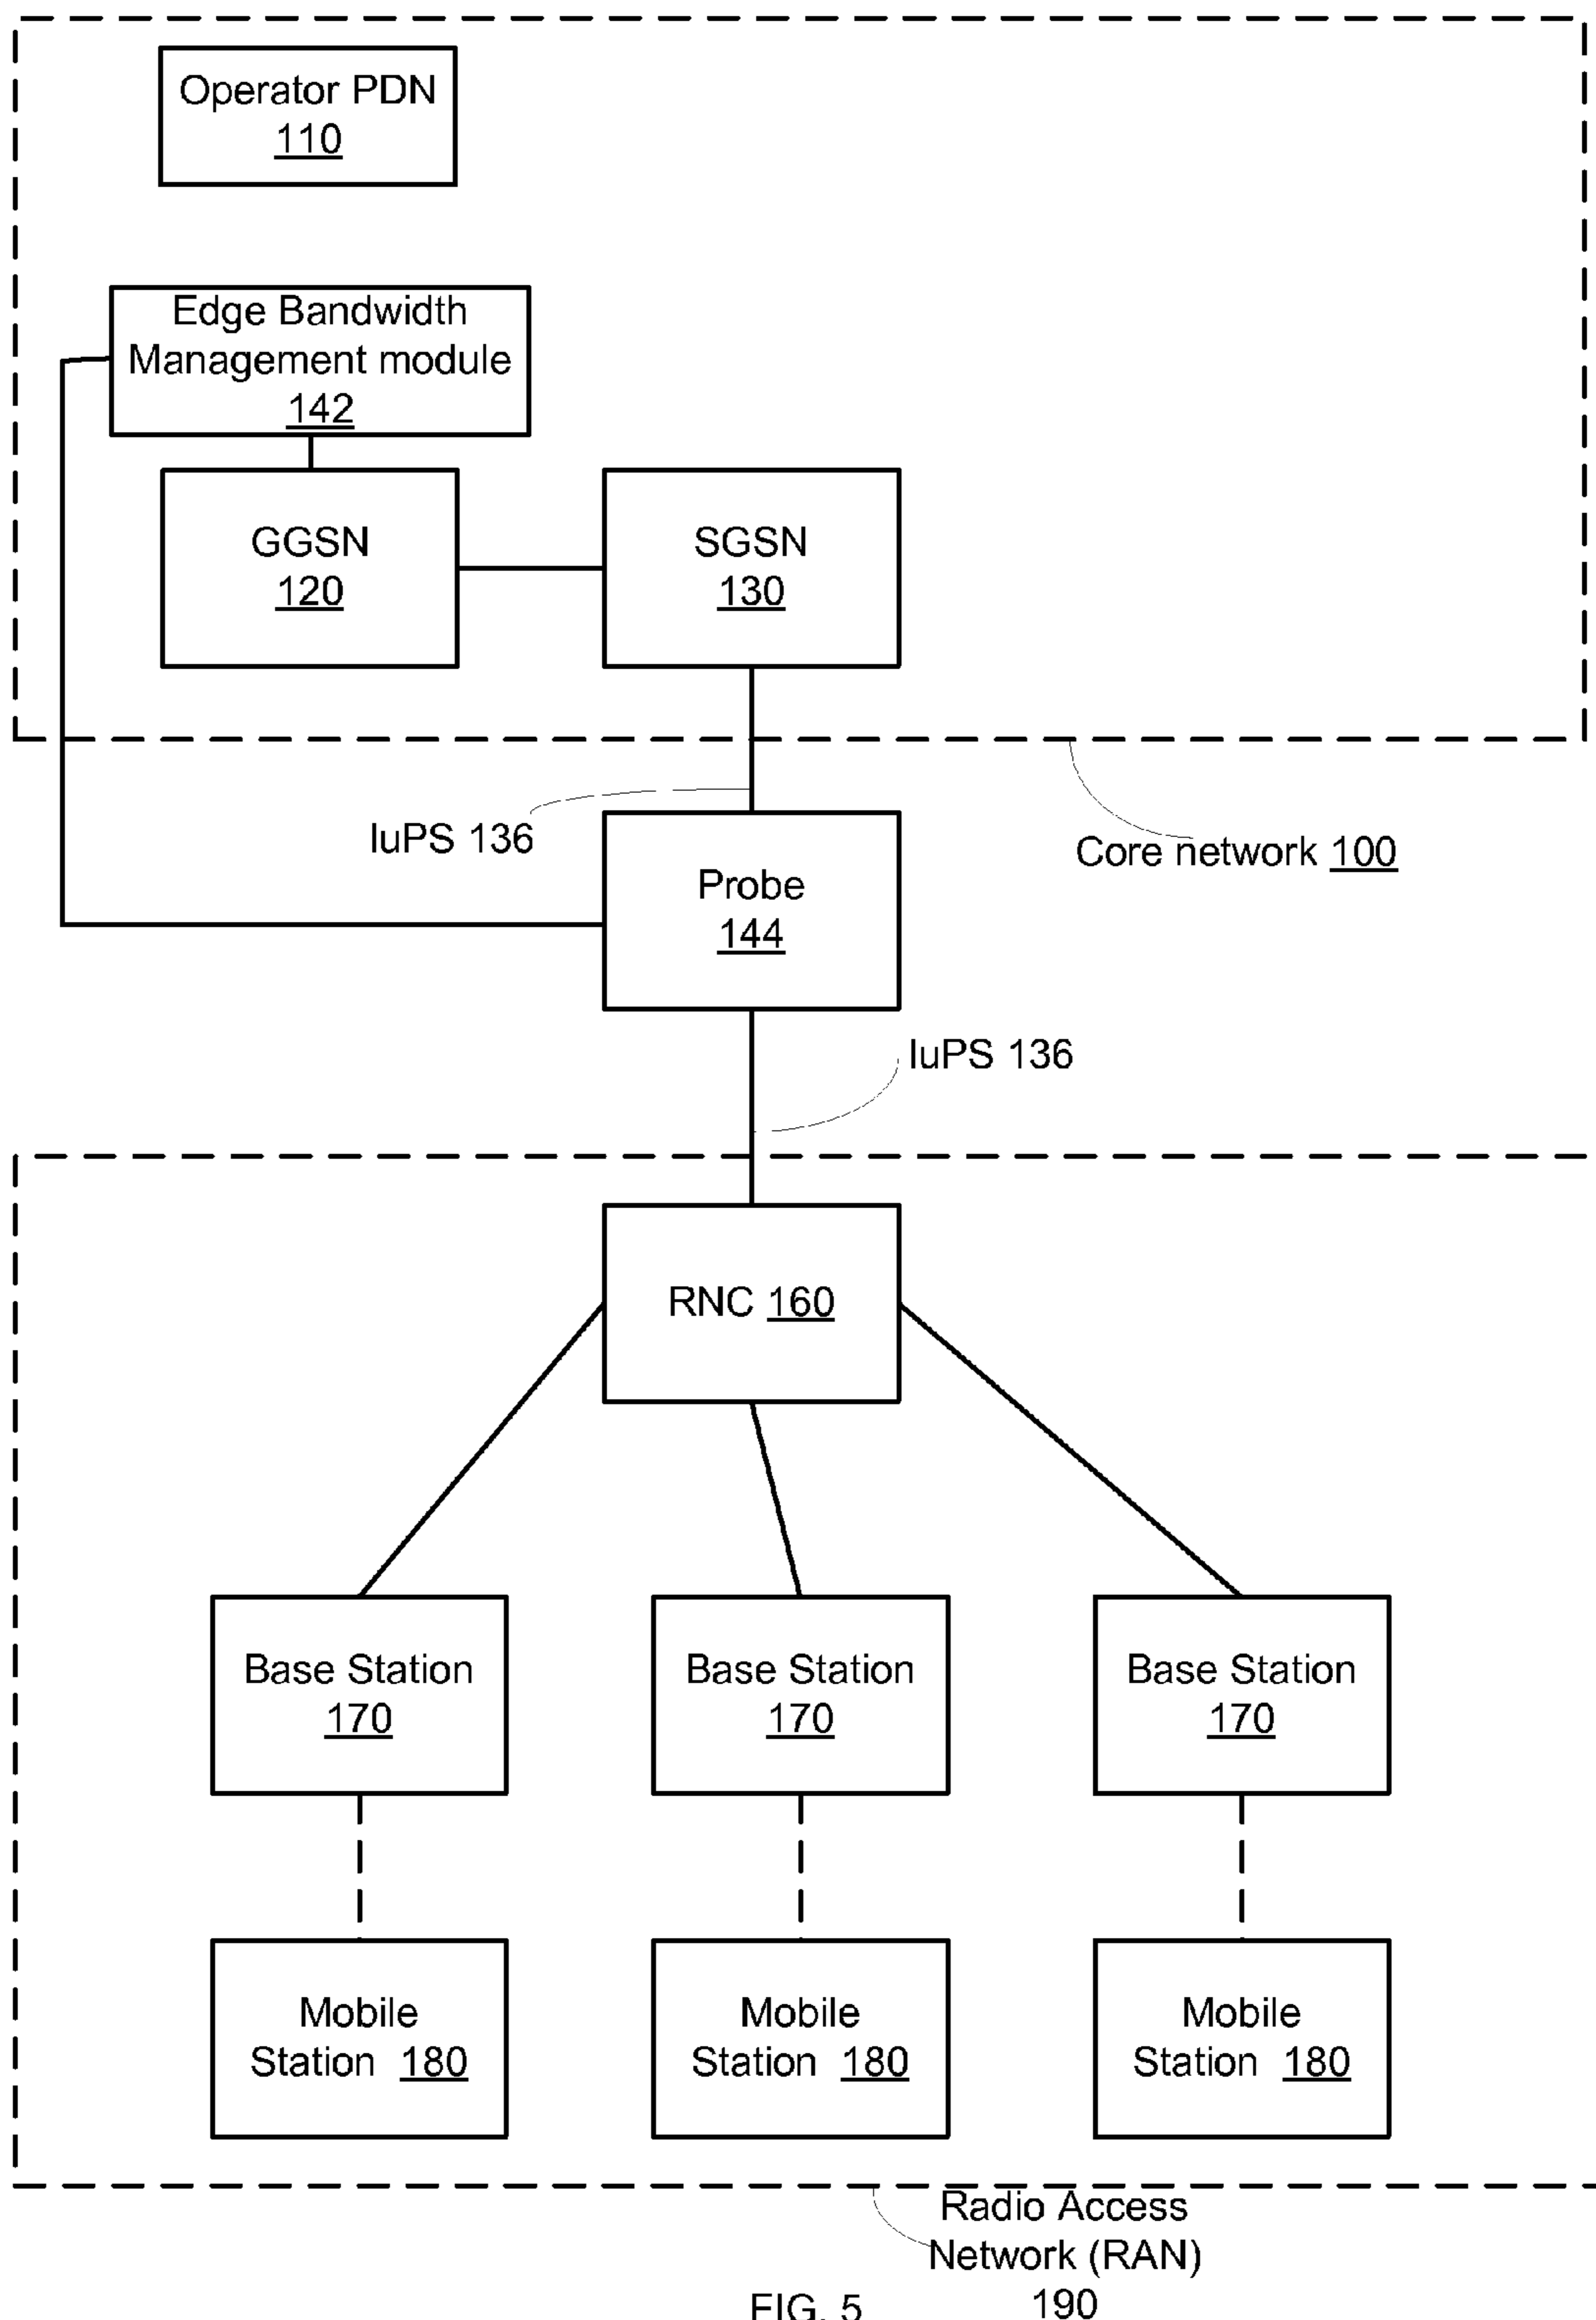 Operator PDN
110
Edge Bandwidth
Management module
142
GGSN
120
SGSN
130
IuPS 136
Core network 100
Probe
144
IuPS 136
RNC 160
Base Station
170
Base Station
170
Base Station
170
Mobile
Station 180
Mobile
Station 180
Mobile
Station 180
Radio Access
Network (RAN)
190
FIG. 5